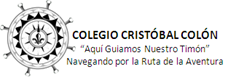 COLEGIO CRISTÓBAL COLÓN
"Aquí Guiamos Nuestro Timón"
Navegando por la Ruta de la Aventura